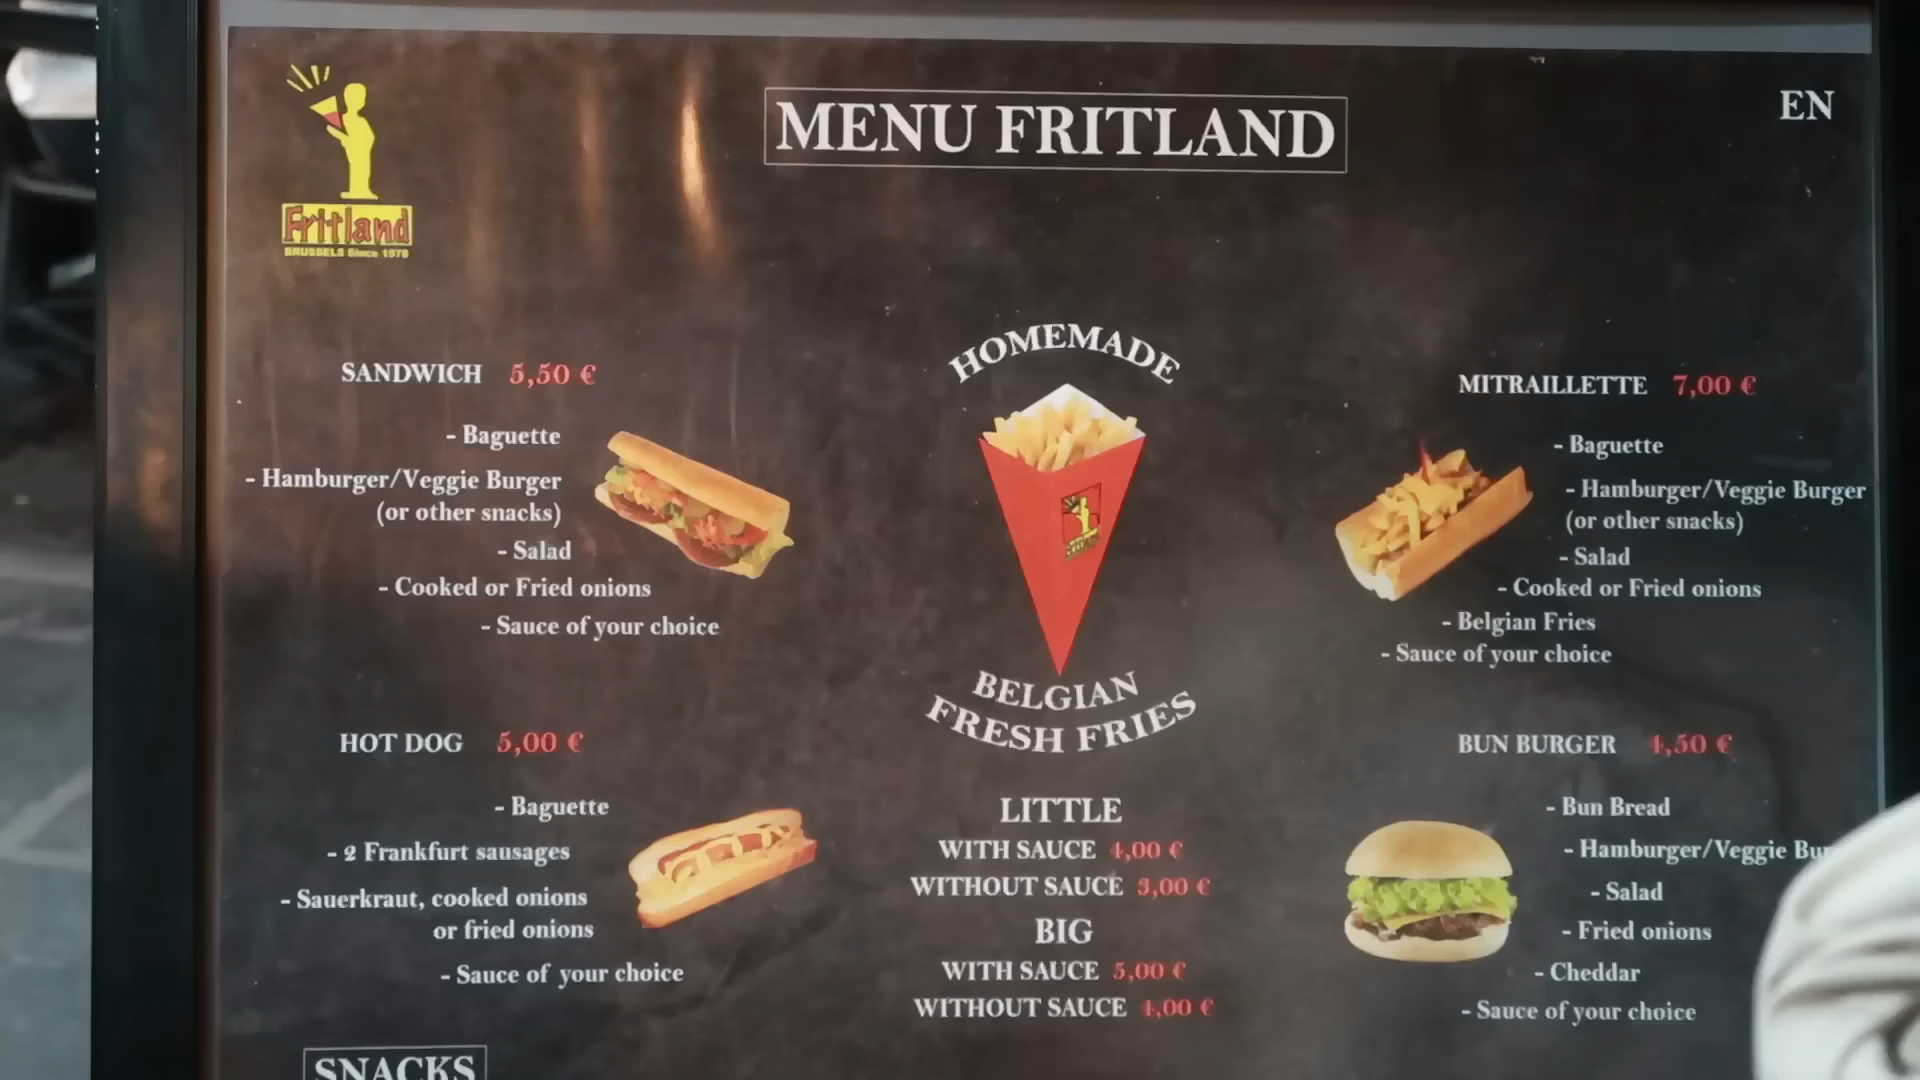 MENU FRITLAND
EN
Fritland
BRUSSELS Since 1978
SANDWICH 5,50 €
- Baguette
- Hamburger/Veggie Burger
(or other snacks)
- Salad
- Cooked or Fried onions
- Sauce of your choice
HOT DOG 5,00 €
- Baguette
- 2 Frankfurt sausages
- Sauerkraut, cooked onions
or fried onions
- Sauce of your choice
HOMEMADE
BELGIAN
FRESH FRIES
LITTLE
WITH SAUCE 4,00 €
WITHOUT SAUCE 3,00 €
BIG
WITH SAUCE 5,00 €
WITHOUT SAUCE 4,00 €
MITRAILLETTE 7,00 €
- Baguette
- Hamburger/Veggie Burger
(or other snacks)
- Salad
- Cooked or Fried onions
- Belgian Fries
- Sauce of your choice
BUN BURGER 4,50 €
- Bun Bread
- Hamburger/Veggie
- Salad
- Fried onions
- Cheddar
- Sauce of your choice
SNACKS